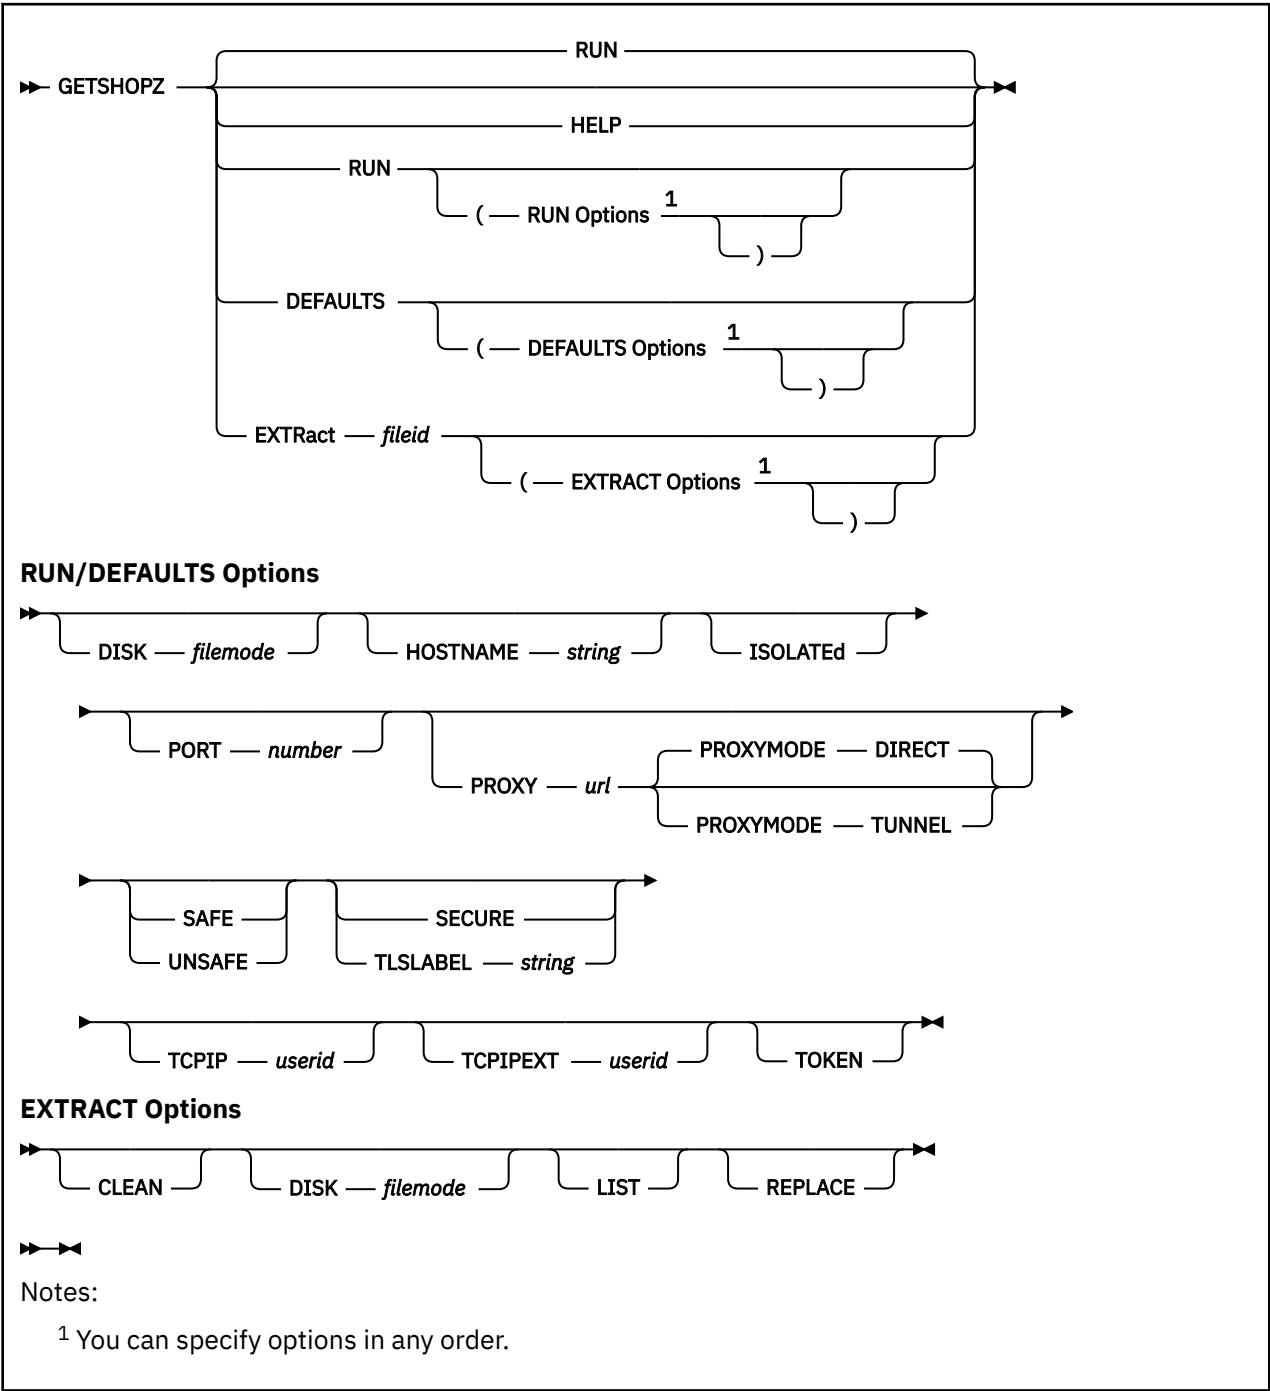 RUN
GETSHOPZ
HELP
RUN
( RUN Options 1
)
DEFAULTS
( DEFAULTS Options 1
)
EXTRact fileid
( EXTRACT Options 1
)
RUN/DEFAULTS Options
DISK filemode HOSTNAME string ISOLATEd
PORT number PROXYMODE DIRECT
PROXY url
PROXYMODE TUNNEL
SAFE SECURE
UNSAFE TLSLABEL string
TCPIP userid TCPIPEXT userid TOKEN
EXTRACT Options
CLEAN DISK filemode LIST REPLACE
Notes:
1 You can specify options in any order.